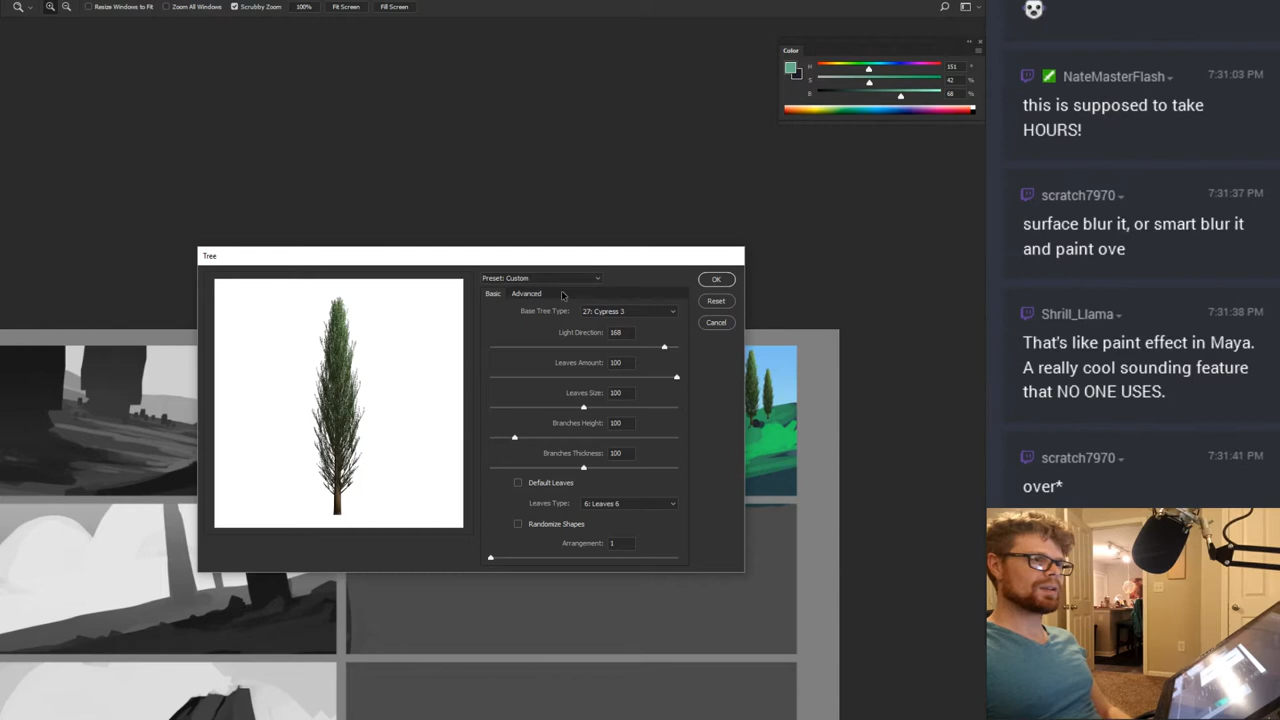 Resize Windows to Fit
Zoom All Windows
Scrubby Zoom
100%
Fit Screen
Fill Screen
Color
H
151
°
S
42
%
B
68
%
Tree
Preset: Custom
OK
Basic
Advanced
Reset
Base Tree Type:
27: Cypress 3
Cancel
Light Direction:
168
Leaves Amount:
100
Leaves Size:
100
Branches Height:
100
Branches Thickness:
100
Default Leaves
Leaves Type:
6: Leaves 6
Randomize Shapes
Arrangement:
1
NateMasterFlash
7:31:03 PM
this is supposed to take
HOURS!
scratch7970
7:31:37 PM
surface blur it, or smart blur it
and paint ove
Shrill_Llama
7:31:38 PM
That's like paint effect in Maya.
A really cool sounding feature
that NO ONE USES.
scratch7970
7:31:41 PM
over*